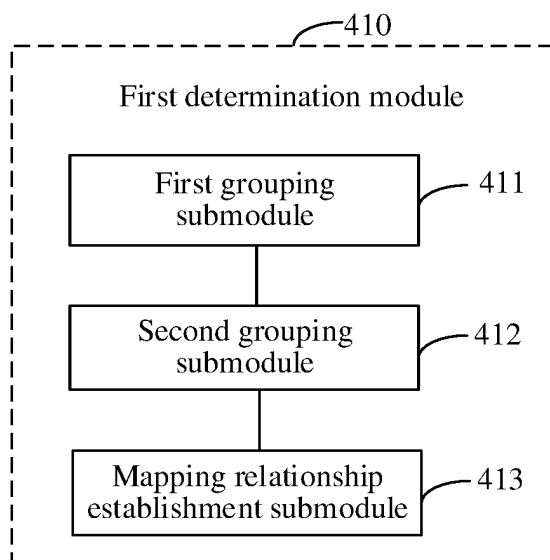 410
First determination module
First grouping
submodule
411
Second grouping
submodule
412
Mapping relationship
establishment submodule
413